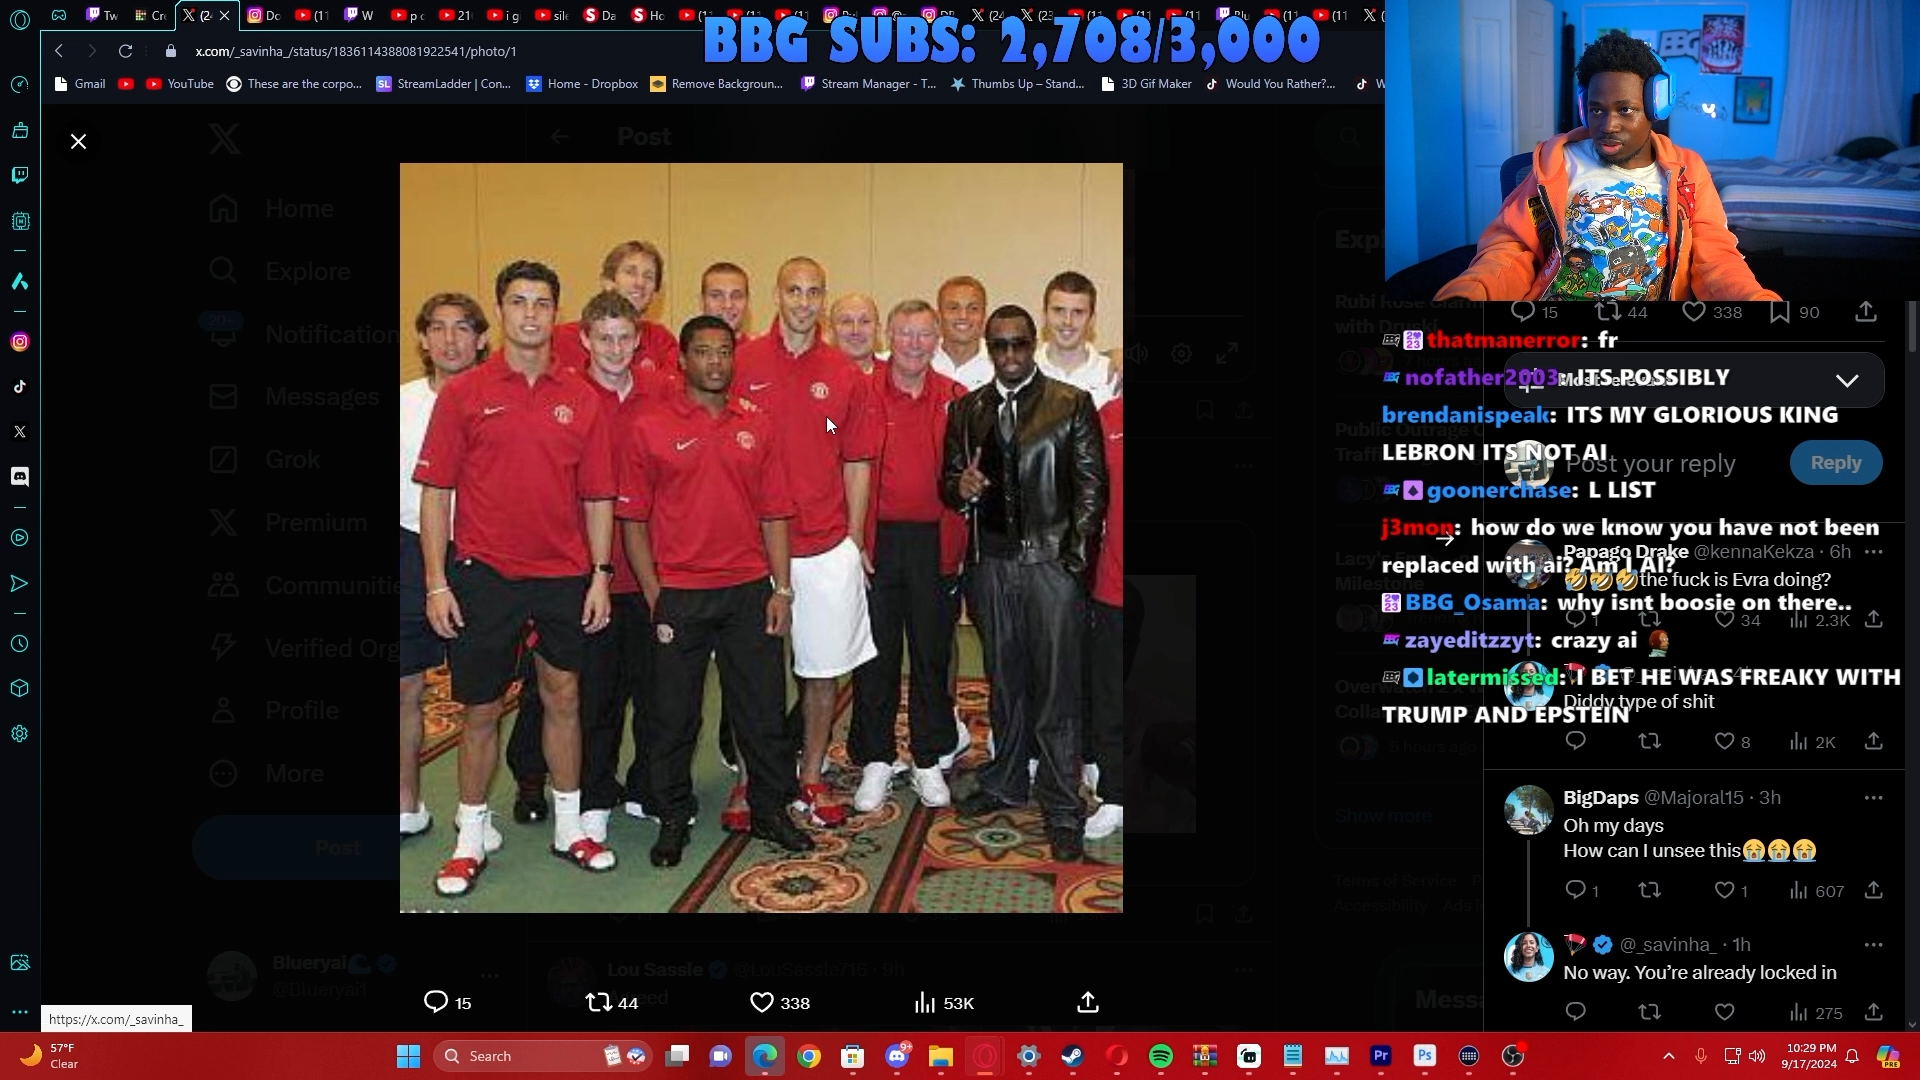 BBG SUBS: 2,708/3,000
x.com/_savinha_/status/1836114388081922541/photo/1
Gmail
YouTube
These are the corpo...
StreamLadder | Con...
Home - Dropbox
Remove Backgroun...
Stream Manager - T...
Thumbs Up – Stand...
3D Gif Maker
Would You Rather?...
Post
Home
Explore
20+
Messages
Grok
Premium
Communities
Profile
More
Post
Show more
Blueryai
@Blueryai1
Lou Sassle @LouSassle716 · 9h
15
44
338
53K
https://x.com/_savinha_
15
44
338
90
thatmanerror: fr
nofather2003: ITS POSSIBLY
brendanispeak: ITS MY GLORIOUS KING
LEBRON ITS NOT AI
Post your reply
Reply
goonerchase: L LIST
j3mon: how do we know you have not been
replaced with ai? Am I AI?
Papago Drake @kennaKekza · 6h
🤣🤣🤣the fuck is Evra doing?
1
34
2.3K
BBG_Osama: why isnt boosie on there..
zayeditzzyt: crazy ai
latermissed: I BET HE WAS FREAKY WITH
TRUMP AND EPSTEIN
Diddy type of shit
8
2K
BigDaps @Majoral15 · 3h
Oh my days
How can I unsee this😭😭😭
1
1
607
@_savinha_ · 1h
No way. You're already locked in
275
57°F
Clear
Search
10:29 PM
9/17/2024